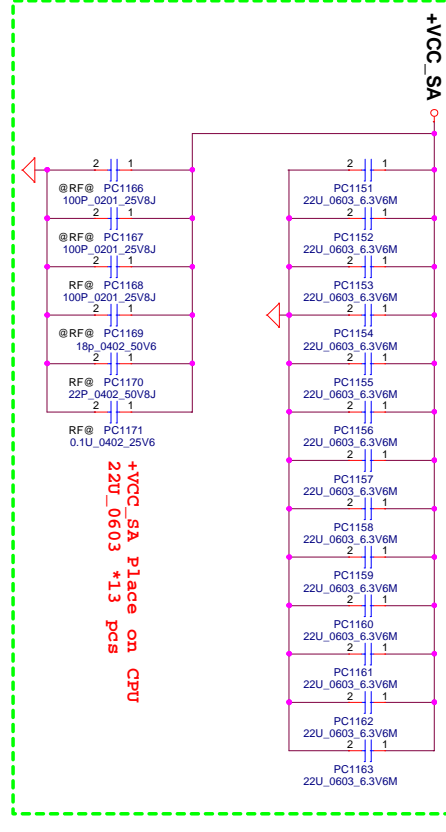 +VCC_SA
2 1
@RF@ PC1166
100P_0201_25V8J
2 1
@RF@ PC1167
100P_0201_25V8J
2 1
RF@ PC1168
100P_0201_25V8J
2 1
@RF@ PC1169
18p_0402_50V6
2 1
RF@ PC1170
22P_0402_50V8J
2 1
RF@ PC1171
0.1U_0402_25V6
2 1
PC1151
22U_0603_6.3V6M
2 1
PC1152
22U_0603_6.3V6M
2 1
PC1153
22U_0603_6.3V6M
2 1
PC1154
22U_0603_6.3V6M
2 1
PC1155
22U_0603_6.3V6M
2 1
PC1156
22U_0603_6.3V6M
2 1
PC1157
22U_0603_6.3V6M
2 1
PC1158
22U_0603_6.3V6M
2 1
PC1159
22U_0603_6.3V6M
2 1
PC1160
22U_0603_6.3V6M
2 1
PC1161
22U_0603_6.3V6M
2 1
PC1162
22U_0603_6.3V6M
2 1
PC1163
22U_0603_6.3V6M
+VCC_SA Place on CPU
22U_0603 *13 pcs